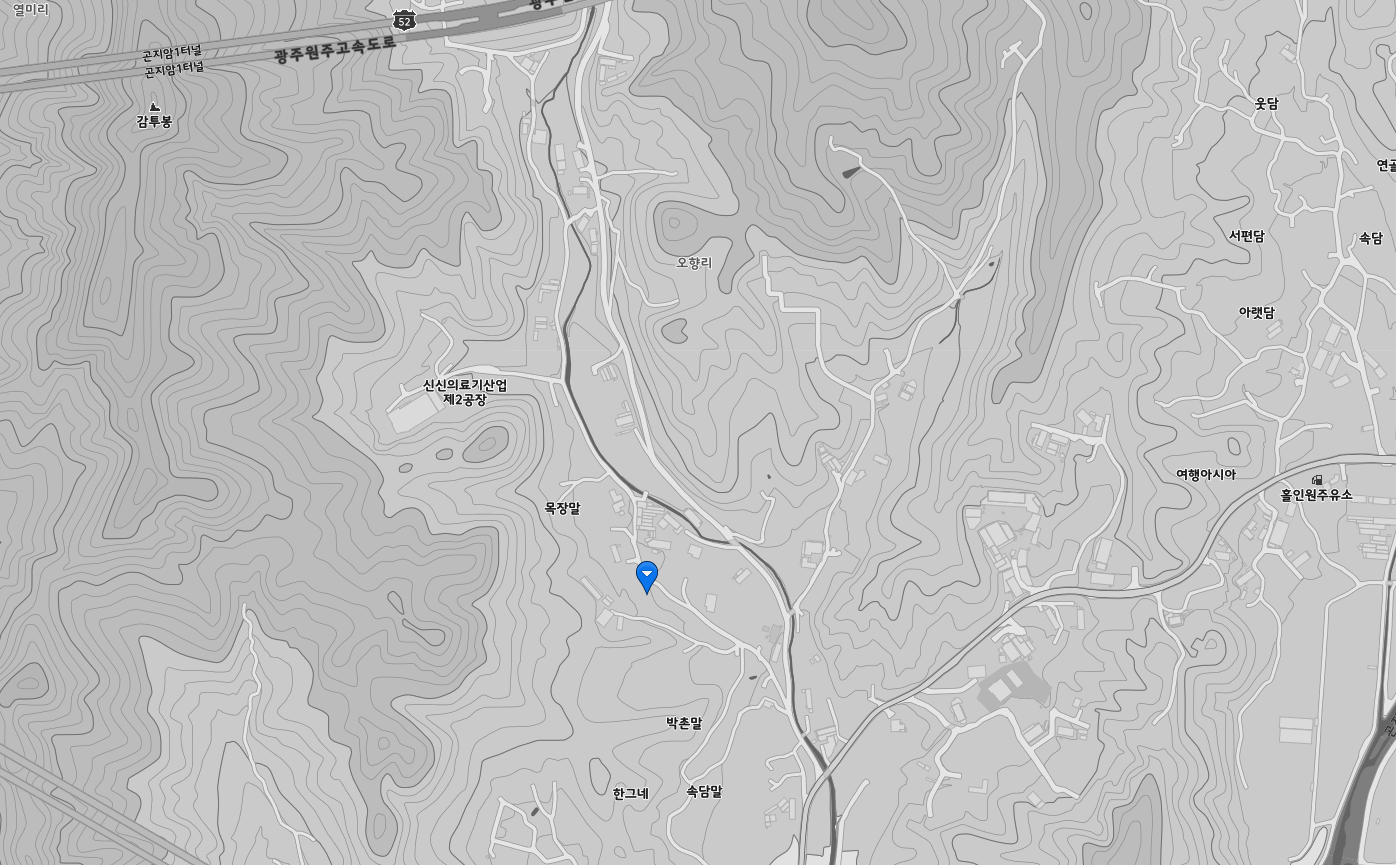 열미리
52
곤지암1터널
광주원주고속도로
곤지암1터널
감투봉
웃담
서편담
속담
오향리
아랫담
신신의료기산업
제2공장
여행아시아
홀인원주유소
목장말
박촌말
한그네
속담말